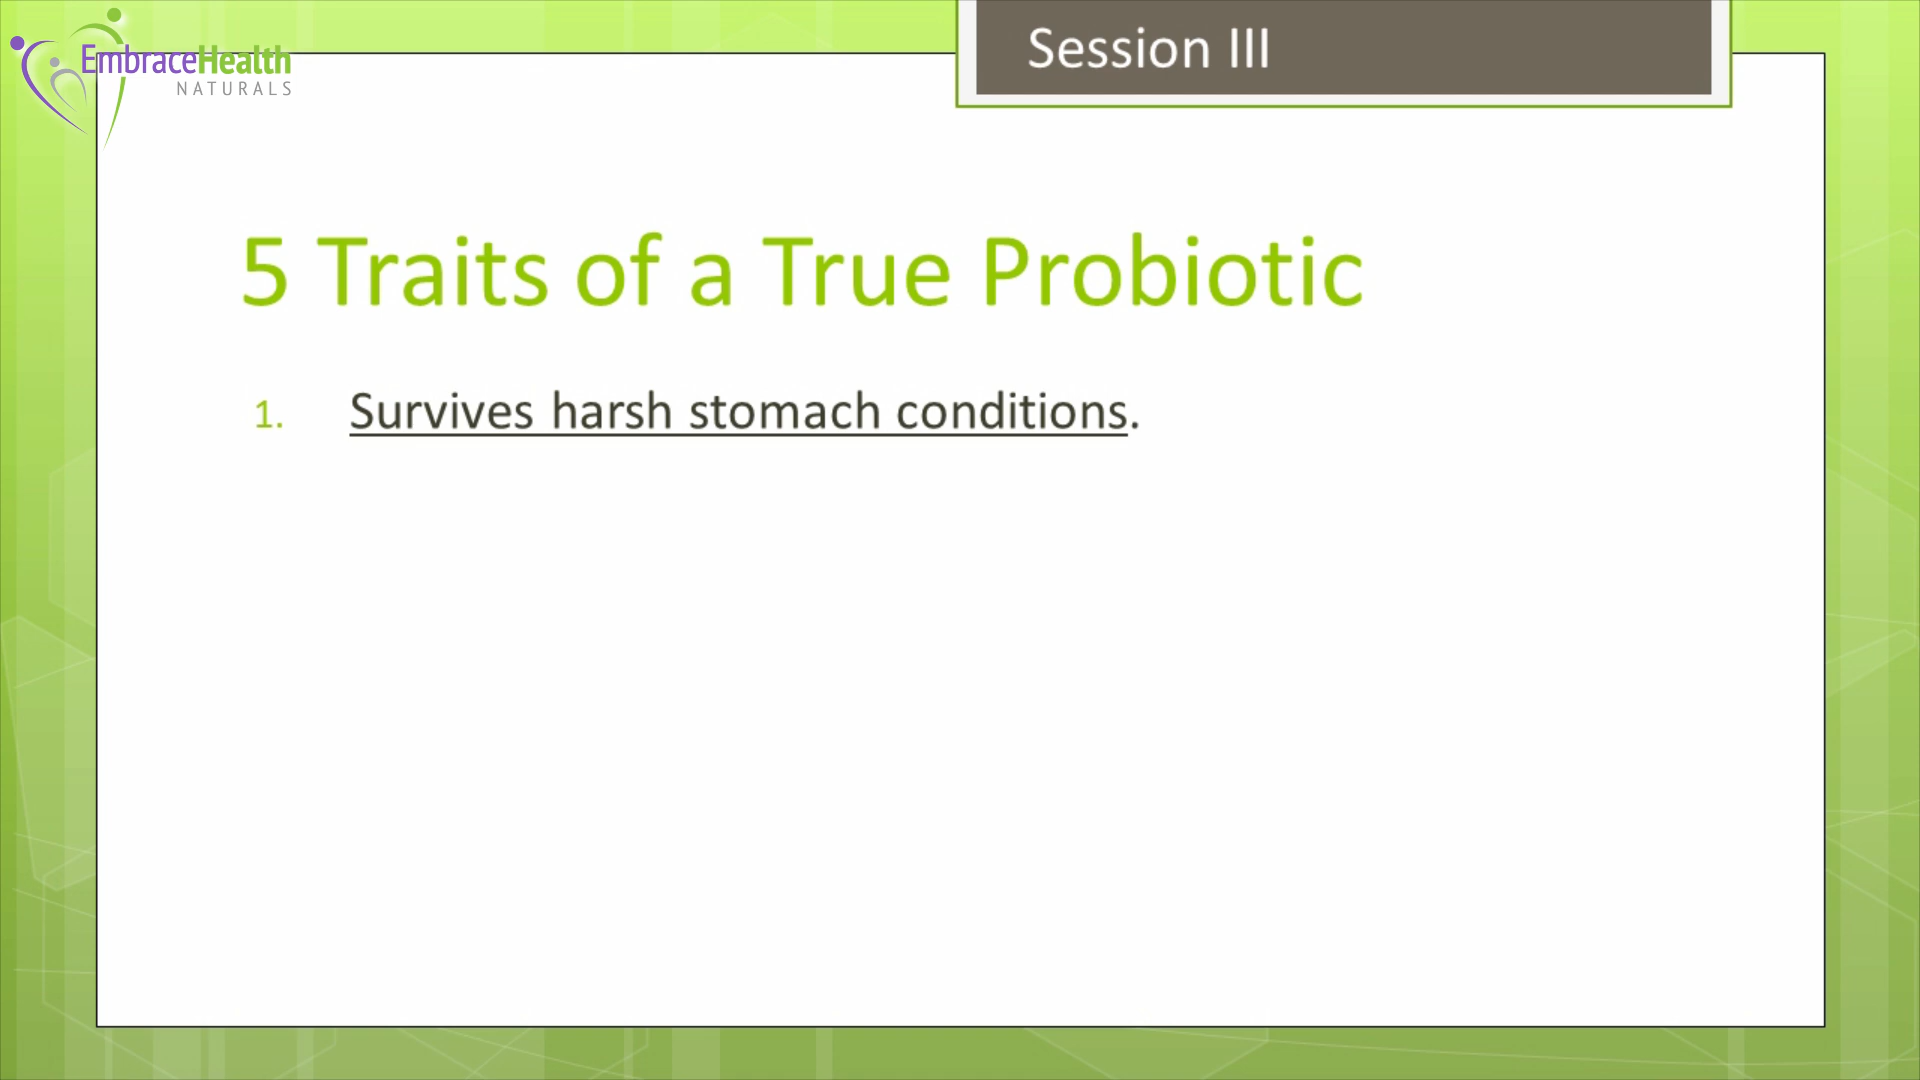 EmbraceHealth
NATURALS
Session III
5 Traits of a True Probiotic
1. Survives harsh stomach conditions.